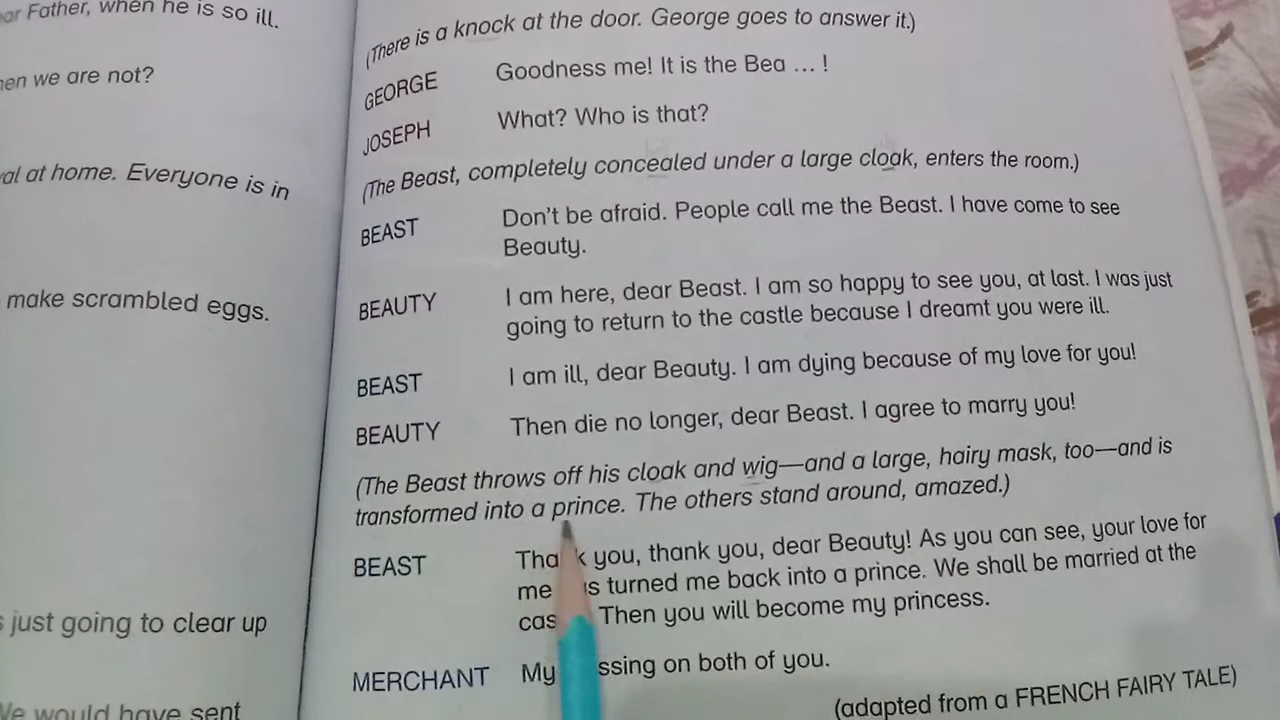 Father, when he is so ill.
we are not?
at home. Everyone is in
make scrambled eggs.
just going to clear up
would have sent
(There is a knock at the door. George goes to answer it.)
GEORGE Goodness me! It is the Bea ... !
JOSEPH What? Who is that?
(The Beast, completely concealed under a large cloak, enters the room.)
BEAST Don't be afraid. People call me the Beast. I have come to see
Beauty.
BEAUTY I am here, dear Beast. I am so happy to see you, at last. I was just
going to return to the castle because I dreamt you were ill.
BEAST I am ill, dear Beauty. I am dying because of my love for you!
BEAUTY Then die no longer, dear Beast. I agree to marry you!
(The Beast throws off his cloak and wig—and a large, hairy mask, too—and is
transformed into a prince. The others stand around, amazed.)
BEAST Thank you, thank you, dear Beauty! As you can see, your love for
me turned me back into a prince. We shall be married at the
Then you will become my princess.
MERCHANT My on both of you.
(adapted from a FRENCH FAIRY TALE)